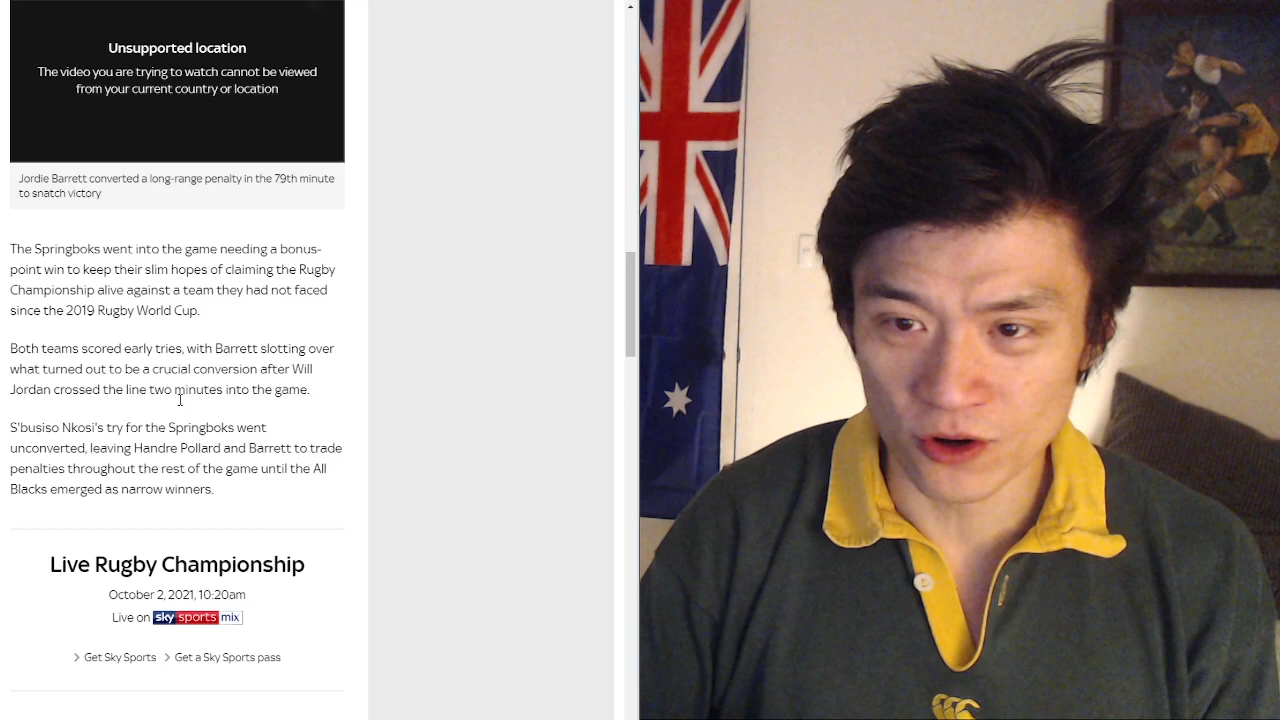 Unsupported location
The video you are trying to watch cannot be viewed
from your current country or location
Jordie Barrett converted a long-range penalty in the 79th minute
to snatch victory
The Springboks went into the game needing a bonus-
point win to keep their slim hopes of claiming the Rugby
Championship alive against a team they had not faced
since the 2019 Rugby World Cup.
Both teams scored early tries, with Barrett slotting over
what turned out to be a crucial conversion after Will
Jordan crossed the line two minutes into the game.
S'busiso Nkosi's try for the Springboks went
unconverted, leaving Handre Pollard and Barrett to trade
penalties throughout the rest of the game until the All
Blacks emerged as narrow winners.
Live Rugby Championship
October 2, 2021, 10:20am
Live on sky sports mix
> Get Sky Sports > Get a Sky Sports pass